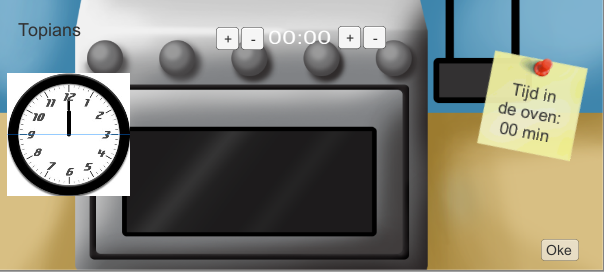 Topians
+ - 00:00 + -
12
11 1
10 2
9 3
8 4
7 5
6
Tijd in
de oven:
00 min
Oke